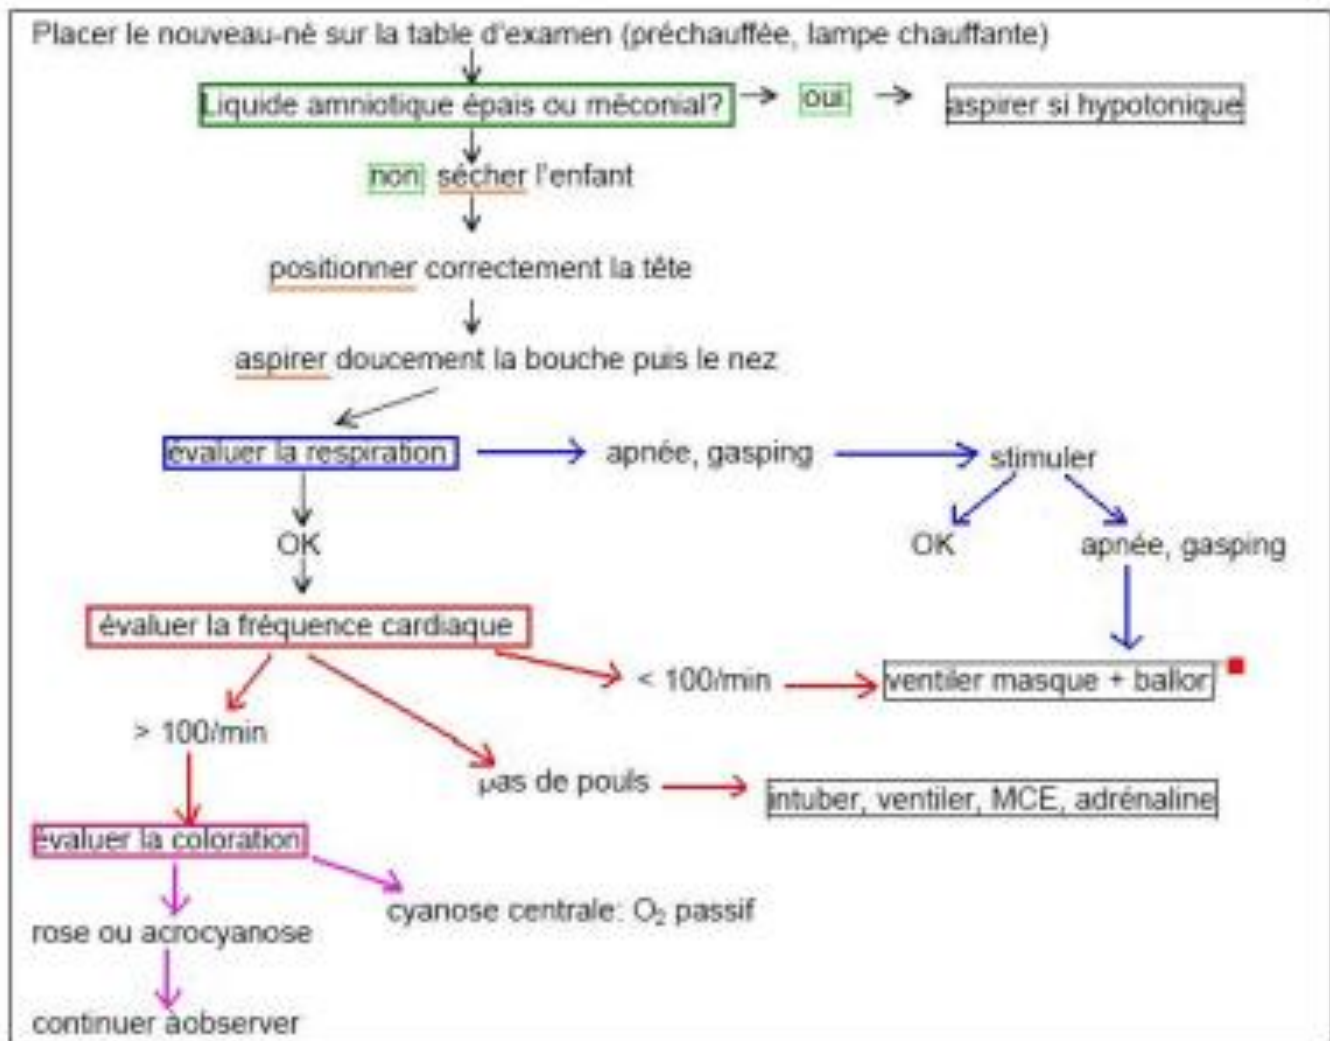 Placer le nouveau-né sur la table d'examen (préchauffée, lampe chauffante)
Liquide amniotique épais ou méconial? oui aspirer si hypotonique
non sécher l'enfant
positionner correctement la tête
aspirer doucement la bouche puis le nez
évaluer la respiration apnée, gasping stimuler
OK OK apnée, gasping
évaluer la fréquence cardiaque
< 100/min ventiler masque + ballor
> 100/min
pas de pouls intuber, ventiler, MCE, adrénaline
évaluer la coloration
cyanose centrale: O₂ passif
rose ou acrocyanose
continuer àobserver